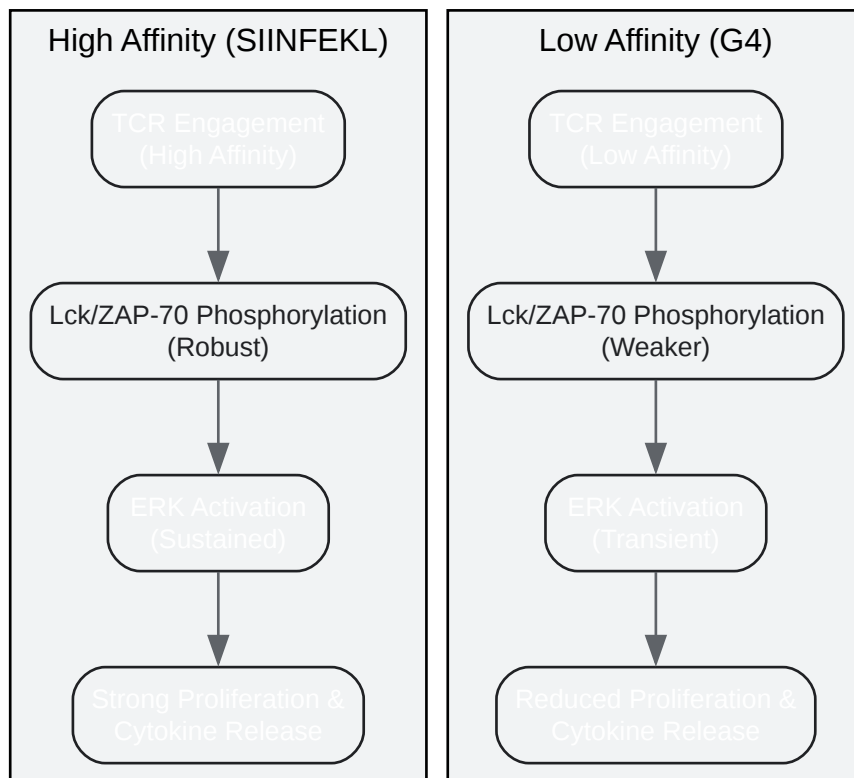 High Affinity (SIINFEKL)
TCR Engagement
(High Affinity)
Lck/ZAP-70 Phosphorylation
(Robust)
ERK Activation
(Sustained)
Strong Proliferation &
Cytokine Release
Low Affinity (G4)
TCR Engagement
(Low Affinity)
Lck/ZAP-70 Phosphorylation
(Weaker)
ERK Activation
(Transient)
Reduced Proliferation &
Cytokine Release